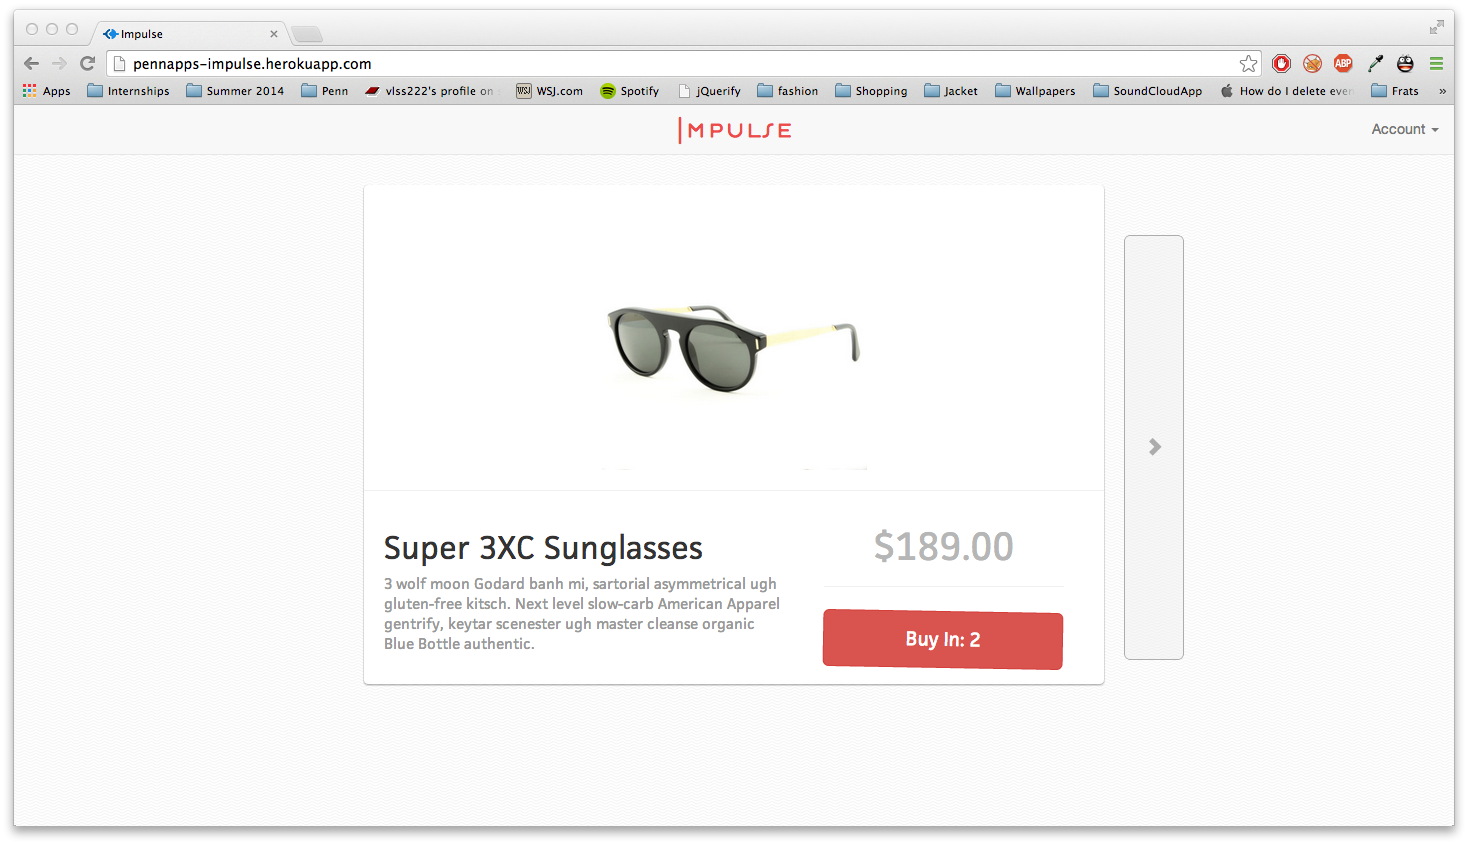 Impulse
pennapps-impulse.herokuapp.com
ABP
Apps Internships Summer 2014 Penn vlss222's profile on WSJ WSJ.com Spotify jQuerify fashion Shopping Jacket Wallpapers SoundCloudApp How do I delete Frats »
IMPULSE
Account
Super 3XC Sunglasses
$189.00
3 wolf moon Godard banh mi, sartorial asymmetrical ugh
gluten-free kitsch. Next level slow-carb American Apparel
gentrify, keytar scenester ugh master cleanse organic
Blue Bottle authentic.
Buy In: 2